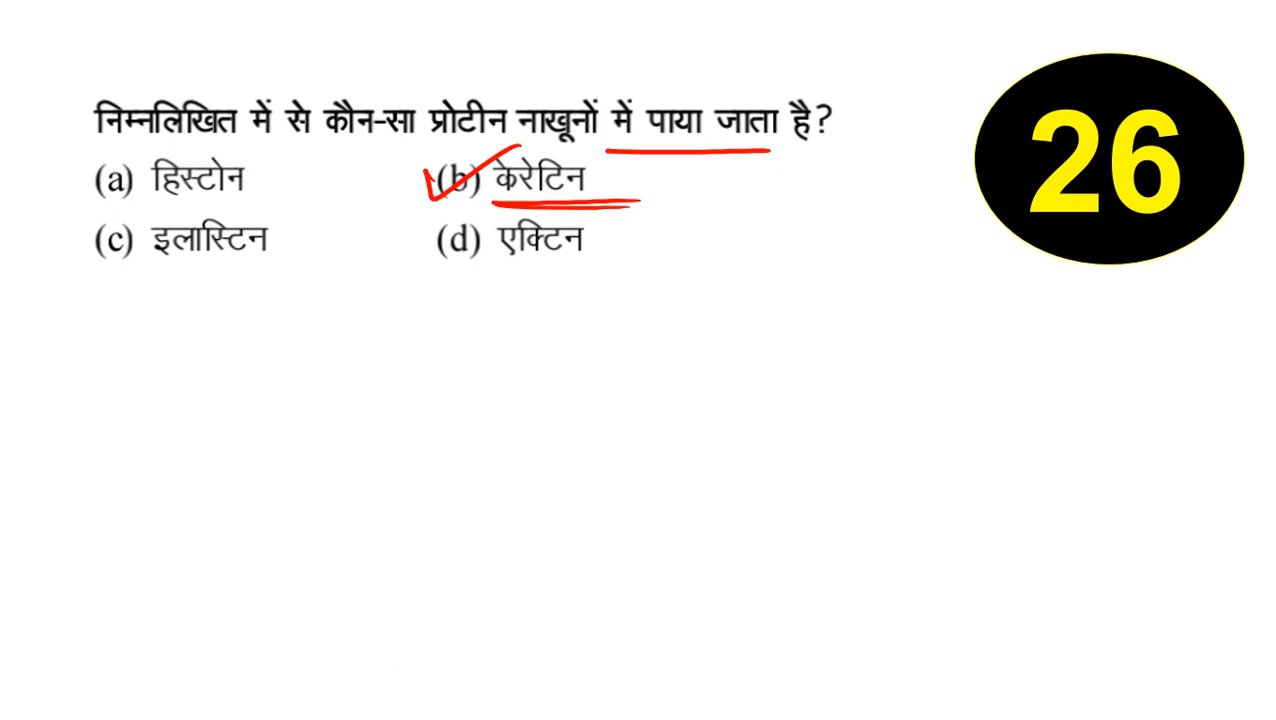 निम्नलिखित में से कौन-सा प्रोटीन नाखूनों में पाया जाता है?
(a) हिस्टोन (b) केरेटिन
(c) इलास्टिन (d) एक्टिन
26